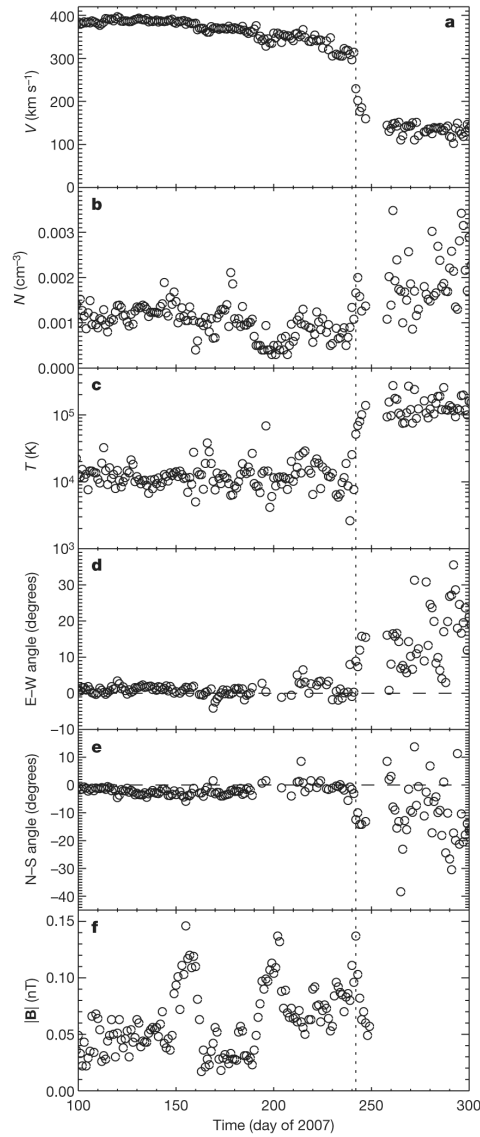 a
400
300
200
100
0
V (km s⁻¹)
b
0.003
0.002
0.001
0.000
N (cm⁻³)
c
10⁵
10⁴
10³
T (K)
d
30
20
10
0
–10
E–W angle (degrees)
e
0
–10
–20
–30
–40
N–S angle (degrees)
f
0.15
0.10
0.05
0.00
|B| (nT)
100 150 200 250 300
Time (day of 2007)